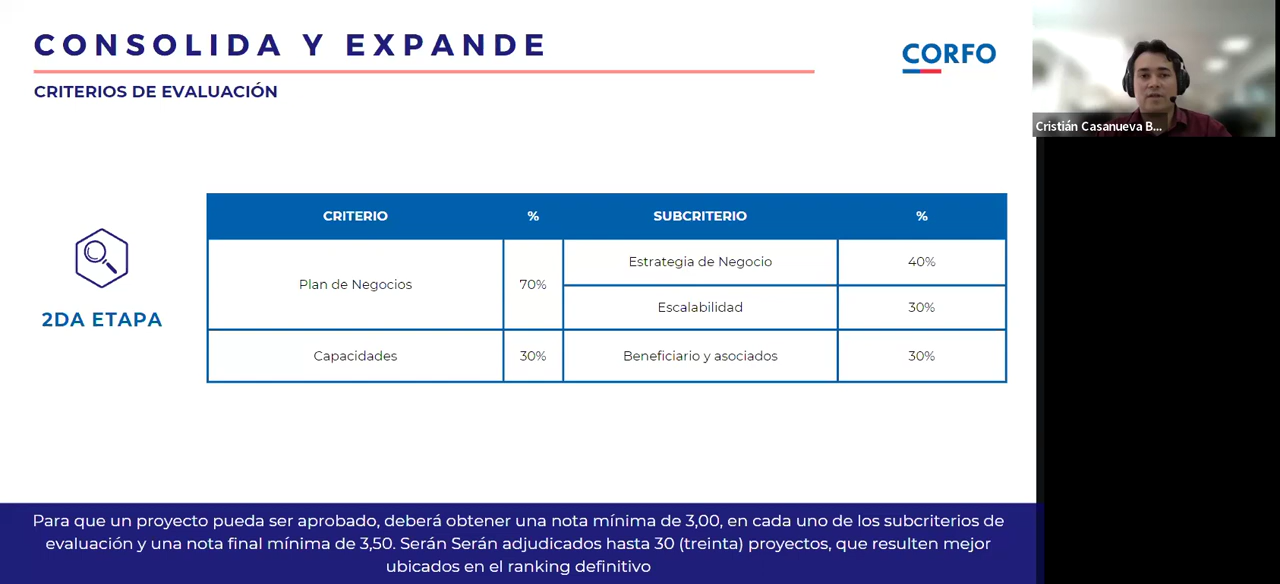 CONSOLIDA Y EXPANDE
CORFO
CRITERIOS DE EVALUACIÓN
Cristián Casanueva B...
CRITERIO % SUBCRITERIO %
Plan de Negocios 70% Estrategia de Negocio 40%
Escalabilidad 30%
Capacidades 30% Beneficiario y asociados 30%
2DA ETAPA
Para que un proyecto pueda ser aprobado, deberá obtener una nota mínima de 3,00, en cada uno de los subcriterios de
evaluación y una nota final mínima de 3,50. Serán Serán adjudicados hasta 30 (treinta) proyectos, que resulten mejor
ubicados en el ranking definitivo